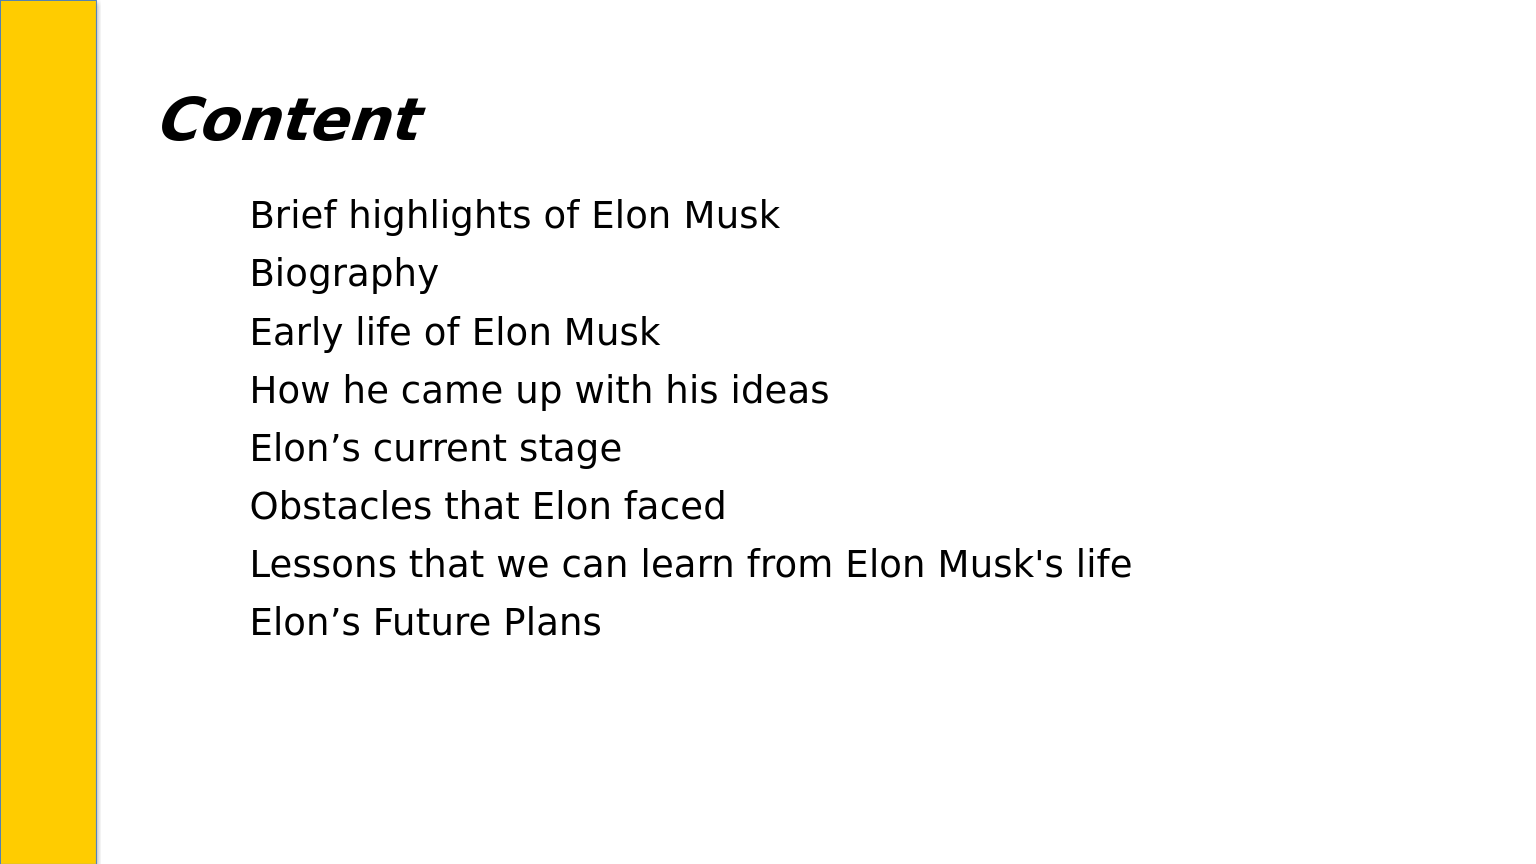 Content
Brief highlights of Elon Musk
Biography
Early life of Elon Musk
How he came up with his ideas
Elon’s current stage
Obstacles that Elon faced
Lessons that we can learn from Elon Musk's life
Elon’s Future Plans